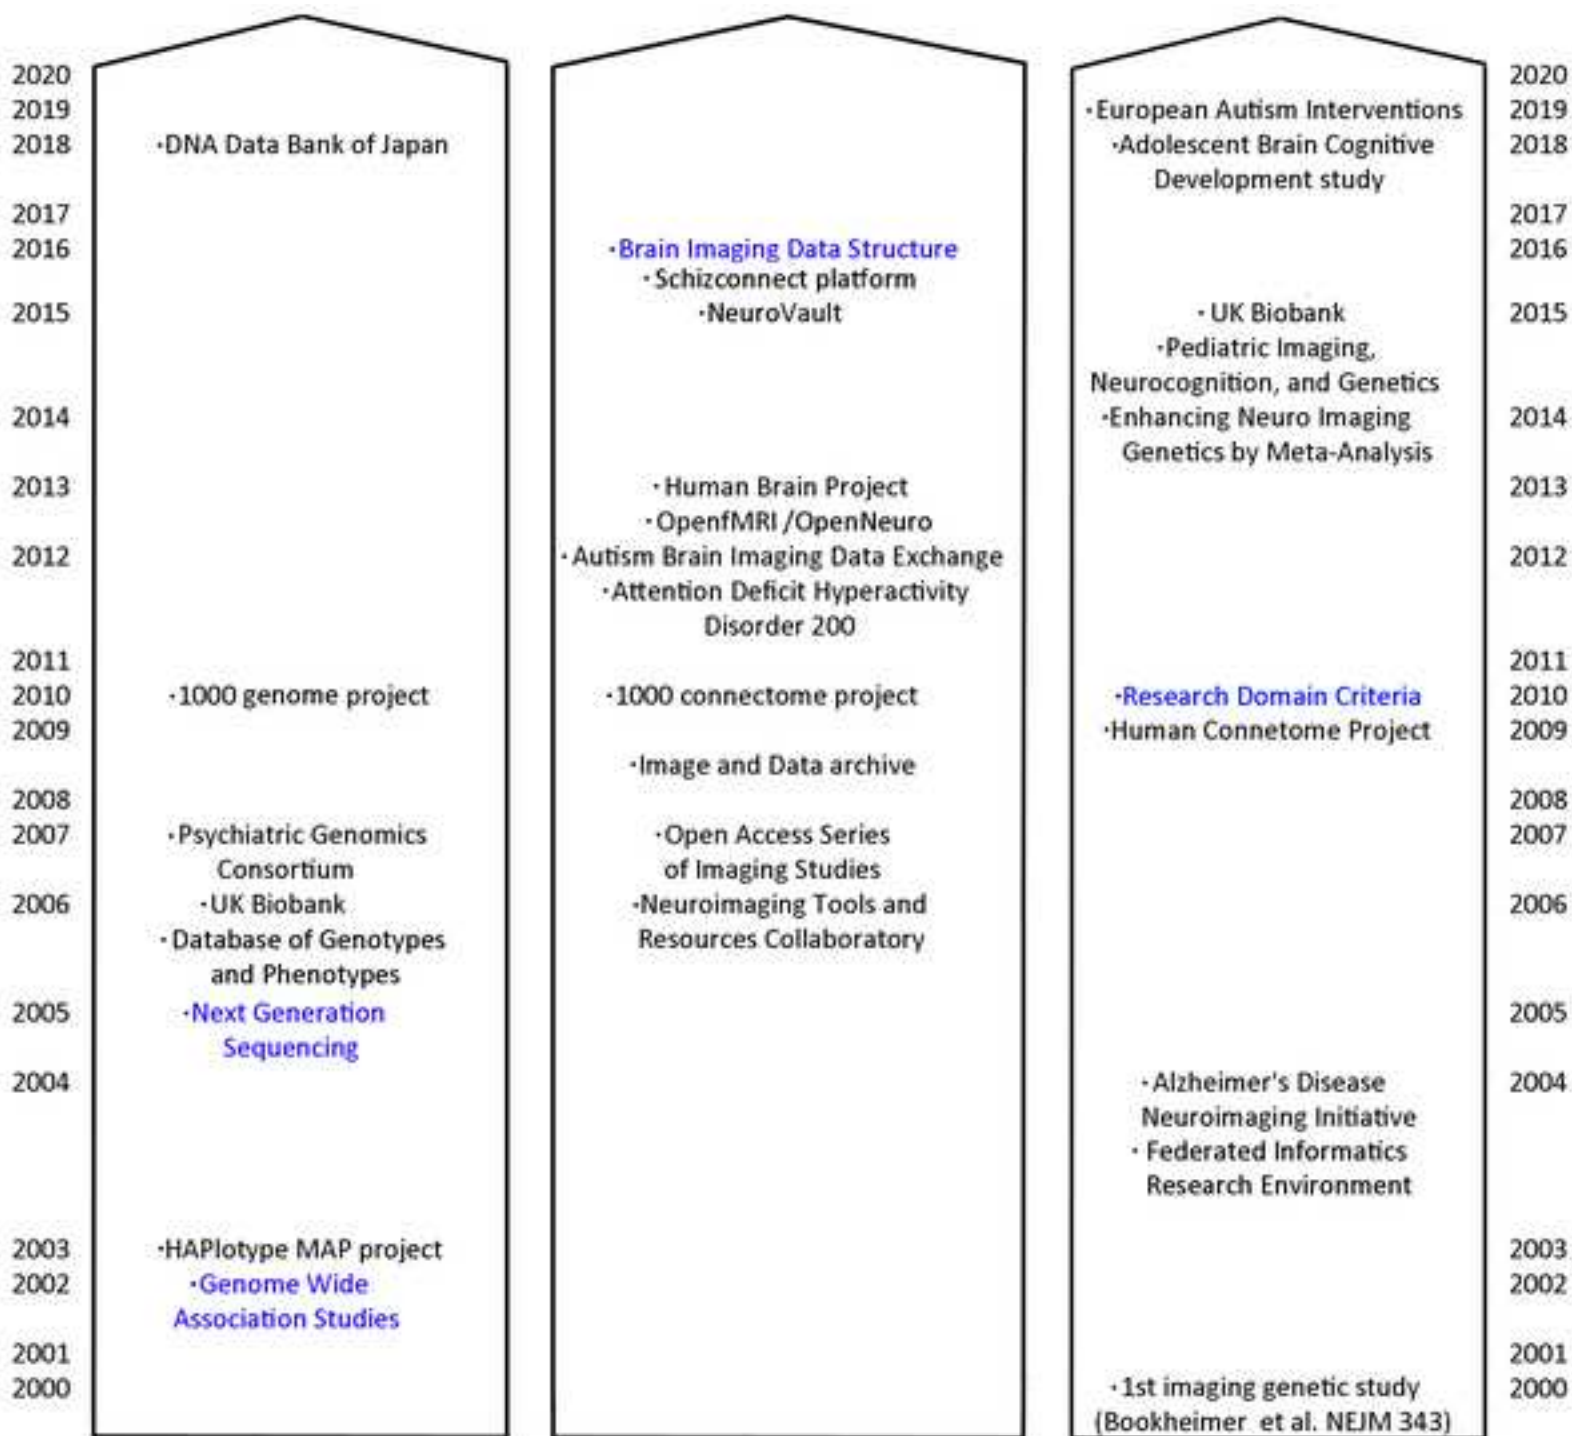 2020
2020
2019
·European Autism Interventions
2019
2018
·DNA Data Bank of Japan
·Adolescent Brain Cognitive
2018
Development study
2017
2017
2016
·Brain Imaging Data Structure
2016
·Schizconnect platform
2015
·NeuroVault
·UK Biobank
2015
·Pediatric Imaging,
Neurocognition, and Genetics
2014
·Enhancing Neuro Imaging
2014
Genetics by Meta-Analysis
2013
·Human Brain Project
2013
·OpenfMRI /OpenNeuro
2012
·Autism Brain Imaging Data Exchange
2012
·Attention Deficit Hyperactivity
Disorder 200
2011
2011
2010
·1000 genome project
·1000 connectome project
·Research Domain Criteria
2010
2009
·Human Connetome Project
2009
·Image and Data archive
2008
2008
2007
·Psychiatric Genomics
·Open Access Series
2007
Consortium
of Imaging Studies
2006
·UK Biobank
·Neuroimaging Tools and
2006
·Database of Genotypes
Resources Collaboratory
and Phenotypes
2005
·Next Generation
2005
Sequencing
2004
·Alzheimer's Disease
2004
Neuroimaging Initiative
·Federated Informatics
Research Environment
2003
·HAPlotype MAP project
2003
2002
·Genome Wide
2002
Association Studies
2001
2001
2000
·1st imaging genetic study
2000
(Bookheimer et al. NEJM 343)